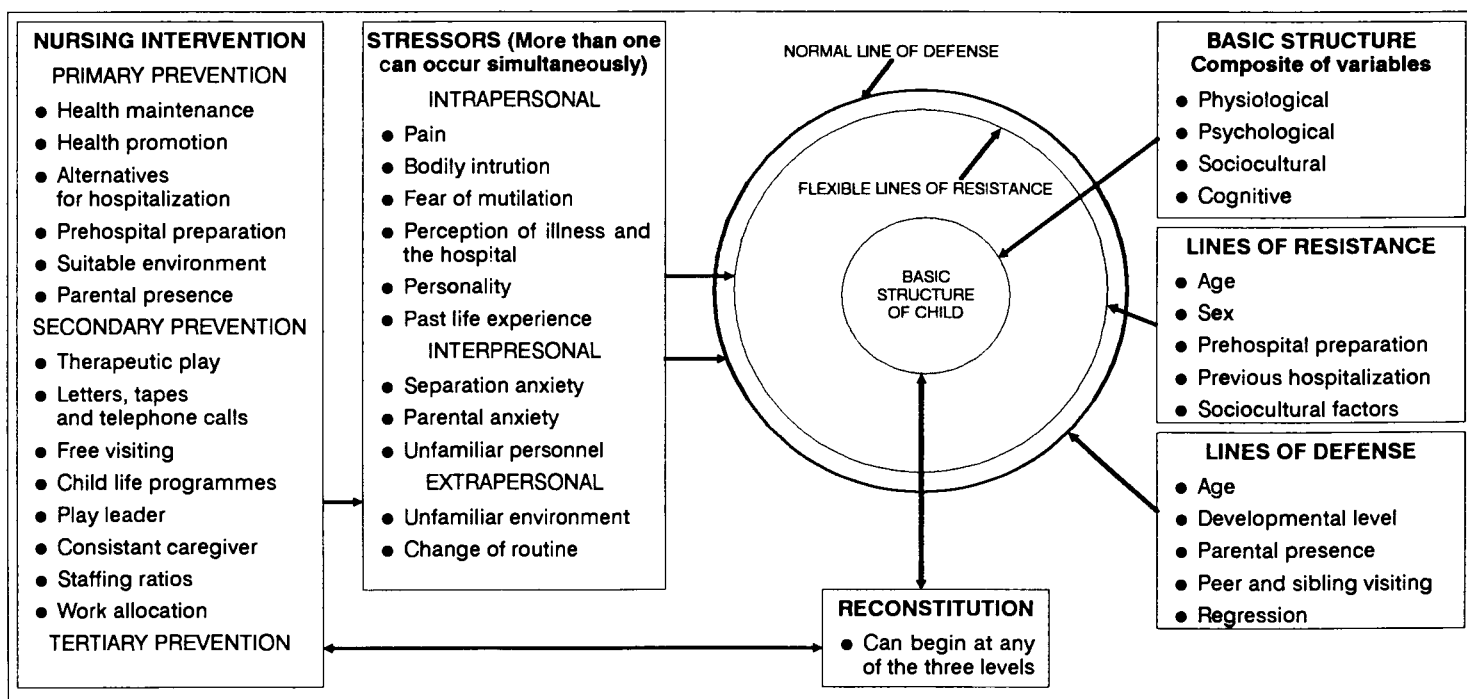 NURSING INTERVENTION
PRIMARY PREVENTION
● Health maintenance
● Health promotion
● Alternatives
for hospitalization
● Prehospital preparation
● Suitable environment
● Parental presence
SECONDARY PREVENTION
● Therapeutic play
● Letters, tapes
and telephone calls
● Free visiting
● Child life programmes
● Play leader
● Consistant caregiver
● Staffing ratios
● Work allocation
TERTIARY PREVENTION
STRESSORS (More than one
can occur simultaneously)
INTRAPERSONAL
● Pain
● Bodily intrution
● Fear of mutilation
● Perception of illness and
the hospital
● Personality
● Past life experience
INTERPRESONAL
● Separation anxiety
● Parental anxiety
● Unfamiliar personnel
EXTRAPERSONAL
● Unfamiliar environment
● Change of routine
NORMAL LINE OF DEFENSE
FLEXIBLE LINES OF RESISTANCE
BASIC
STRUCTURE
OF CHILD
RECONSTITUTION
● Can begin at any
of the three levels
BASIC STRUCTURE
Composite of variables
● Physiological
● Psychological
● Sociocultural
● Cognitive
LINES OF RESISTANCE
● Age
● Sex
● Prehospital preparation
● Previous hospitalization
● Sociocultural factors
LINES OF DEFENSE
● Age
● Developmental level
● Parental presence
● Peer and sibling visiting
● Regression